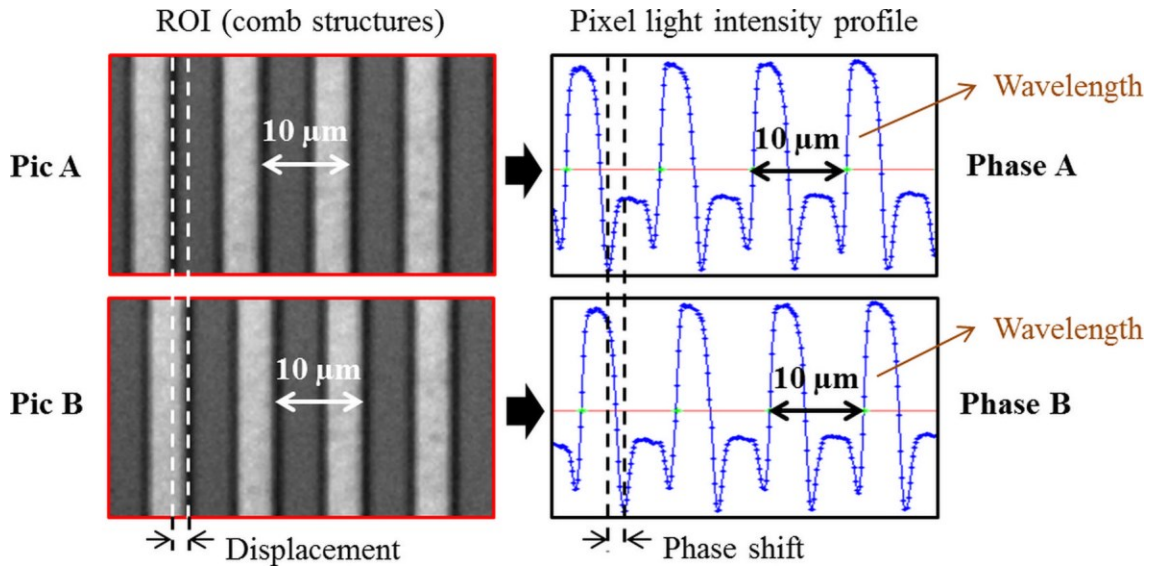 ROI (comb structures)
Pixel light intensity profile
Pic A
10 µm
10 µm
Wavelength
Phase A
Pic B
10 µm
10 µm
Wavelength
Phase B
Displacement
Phase shift